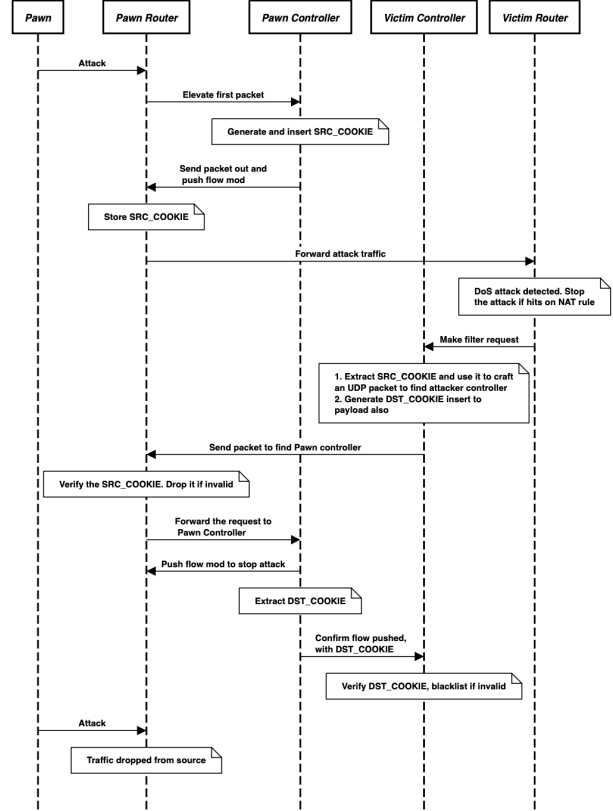 Pawn
Pawn Router
Pawn Controller
Victim Controller
Victim Router
Attack
Elevate first packet
Generate and insert SRC_COOKIE
Send packet out and
push flow mod
Store SRC_COOKIE
Forward attack traffic
DoS attack detected. Stop
the attack if hits on NAT rule
Make filter request
1. Extract SRC_COOKIE and use it to craft
an UDP packet to find attacker controller
2. Generate DST_COOKIE insert to
payload also
Send packet to find Pawn controller
Verify the SRC_COOKIE. Drop it if invalid
Forward the request to
Pawn Controller
Push flow mod to stop attack
Extract DST_COOKIE
Confirm flow pushed,
with DST_COOKIE
Verify DST_COOKIE, blacklist if invalid
Attack
Traffic dropped from source